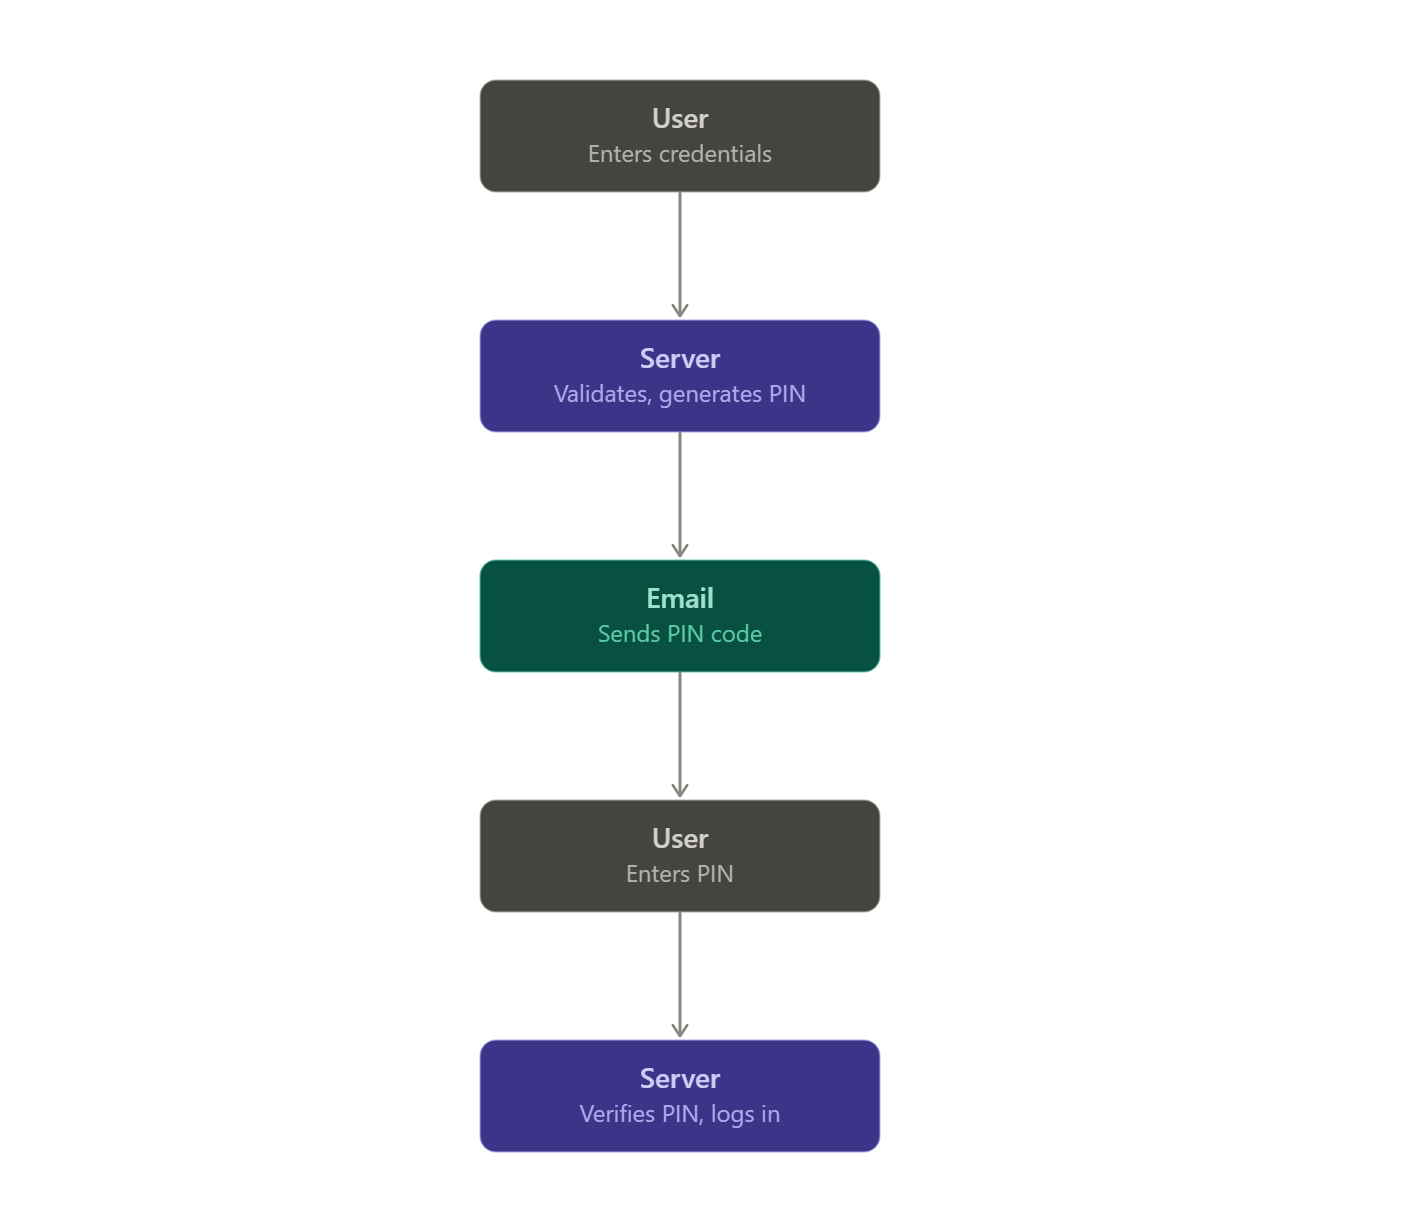 User
Enters credentials
Server
Validates, generates PIN
Email
Sends PIN code
User
Enters PIN
Server
Verifies PIN, logs in